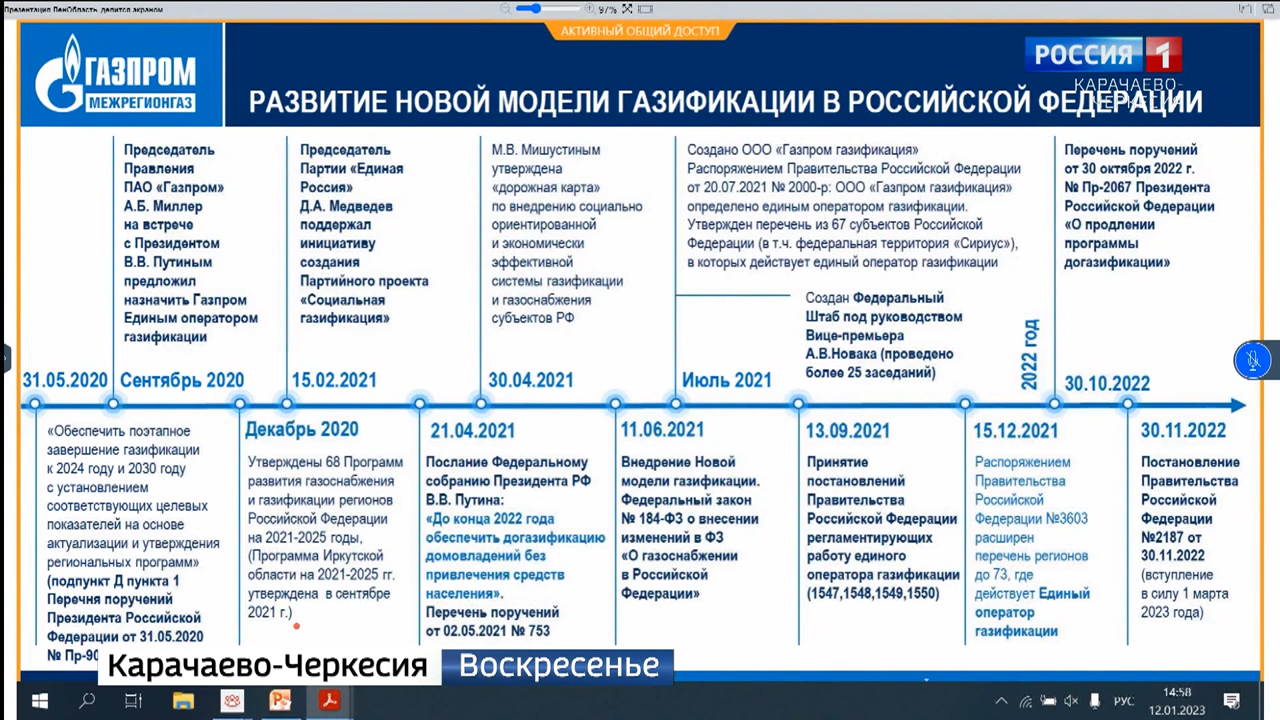 Презентация ЛенОбласть делится экраном
97%
АКТИВНЫЙ ОБЩИЙ ДОСТУП
ГАЗПРОМ
МЕЖРЕГИОНГАЗ
РОССИЯ 1
КАРАЧАЕВО-
ЧЕРКЕСИЯ
РАЗВИТИЕ НОВОЙ МОДЕЛИ ГАЗИФИКАЦИИ В РОССИЙСКОЙ ФЕДЕРАЦИИ
31.05.2020
«Обеспечить поэтапное
завершение газификации
к 2024 году и 2030 году
с установлением
соответствующих целевых
показателей на основе
актуализации и утверждения
региональных программ»
(подпункт Д пункта 1
Перечня поручений
Президента Российской
Федерации от 31.05.2020
№ Пр-90
Председатель
Правления
ПАО «Газпром»
А.Б. Миллер
на встрече
с Президентом
В.В. Путиным
предложил
назначить Газпром
Единым оператором
газификации
Сентябрь 2020
Декабрь 2020
Утверждены 68 Программ
развития газоснабжения
и газификации регионов
Российской Федерации
на 2021-2025 годы,
(Программа Иркутской
области на 2021-2025 гг.
утверждена в сентябре
2021 г.)
Председатель
Партии «Единая
Россия»
Д.А. Медведев
поддержал
инициативу
создания
Партийного проекта
«Социальная
газификация»
15.02.2021
21.04.2021
Послание Федеральному
собранию Президента РФ
В.В. Путина:
«До конца 2022 года
обеспечить догазификацию
домовладений без
привлечения средств
населения».
Перечень поручений
от 02.05.2021 № 753
М.В. Мишустиным
утверждена
«дорожная карта»
по внедрению социально
ориентированной
и экономически
эффективной
системы газификации
и газоснабжения
субъектов РФ
30.04.2021
11.06.2021
Внедрение Новой
модели газификации.
Федеральный закон
№ 184-ФЗ о внесении
изменений в ФЗ
«О газоснабжении
в Российской
Федерации»
Создано ООО «Газпром газификация»
Распоряжением Правительства Российской Федерации
от 20.07.2021 № 2000-р: ООО «Газпром газификация»
определено единым оператором газификации.
Утвержден перечень из 67 субъектов Российской
Федерации (в т.ч. федеральная территория «Сириус»),
в которых действует единый оператор газификации
Создан Федеральный
Штаб под руководством
Вице-премьера
А.В.Новака (проведено
более 25 заседаний)
Июль 2021
13.09.2021
Принятие
постановлений
Правительства
Российской Федерации
регламентирующих
работу единого
оператора газификации
(1547,1548,1549,1550)
15.12.2021
Распоряжением
Правительства
Российской
Федерации №3603
расширен
перечень регионов
до 73, где
действует Единый
оператор
газификации
2022 год
Перечень поручений
от 30 октября 2022 г.
№ Пр-2067 Президента
Российской Федерации
«О продлении
программы
догазификации»
30.10.2022
30.11.2022
Постановление
Правительства
Российской
Федерации
№2187 от
30.11.2022
(вступление
в силу 1 марта
2023 года)
Карачаево-Черкесия Воскресенье
РУС
14:58
12.01.2023